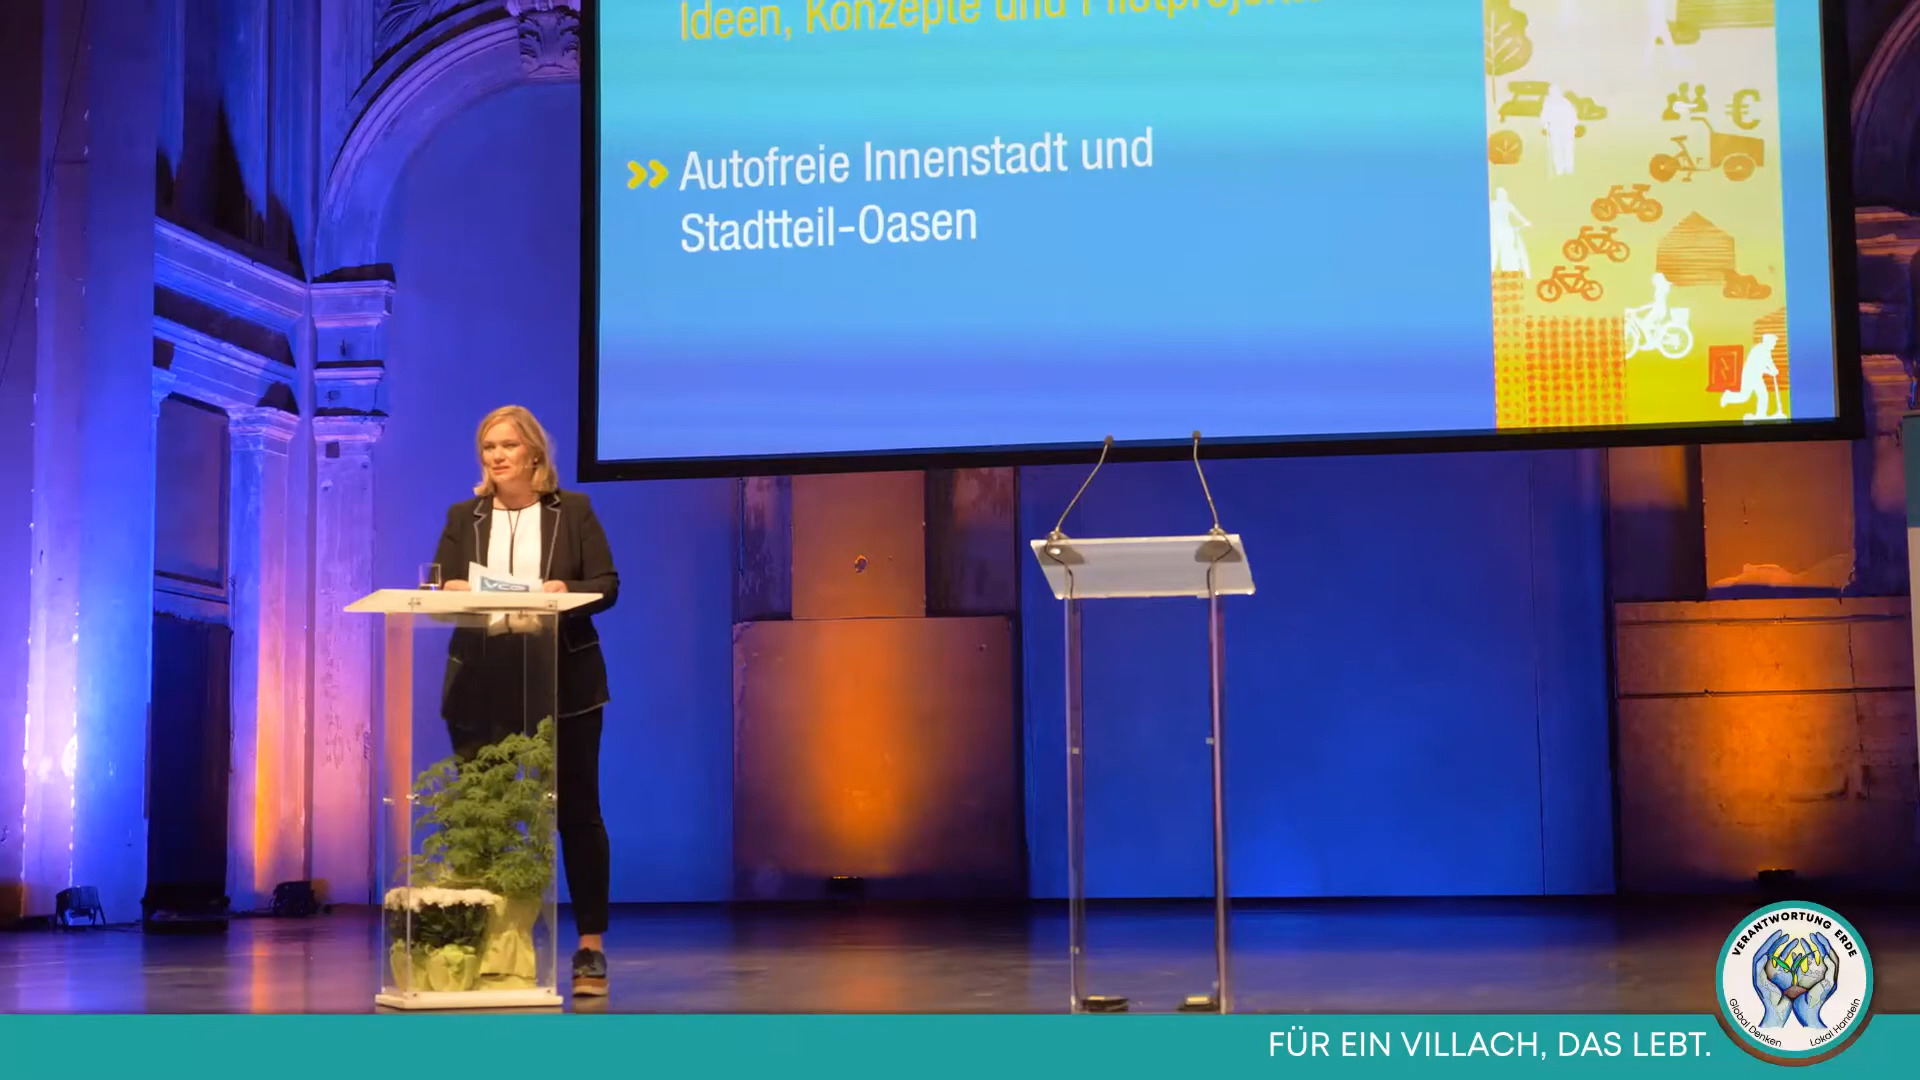 Ideen, Konzepte und Pilotprojekte
Autofreie Innenstadt und
Stadtteil-Oasen
€
VCÖ
FÜR EIN VILLACH, DAS LEBT.
VERANTWORTUNG ERDE
Global Denken
Lokal Handeln